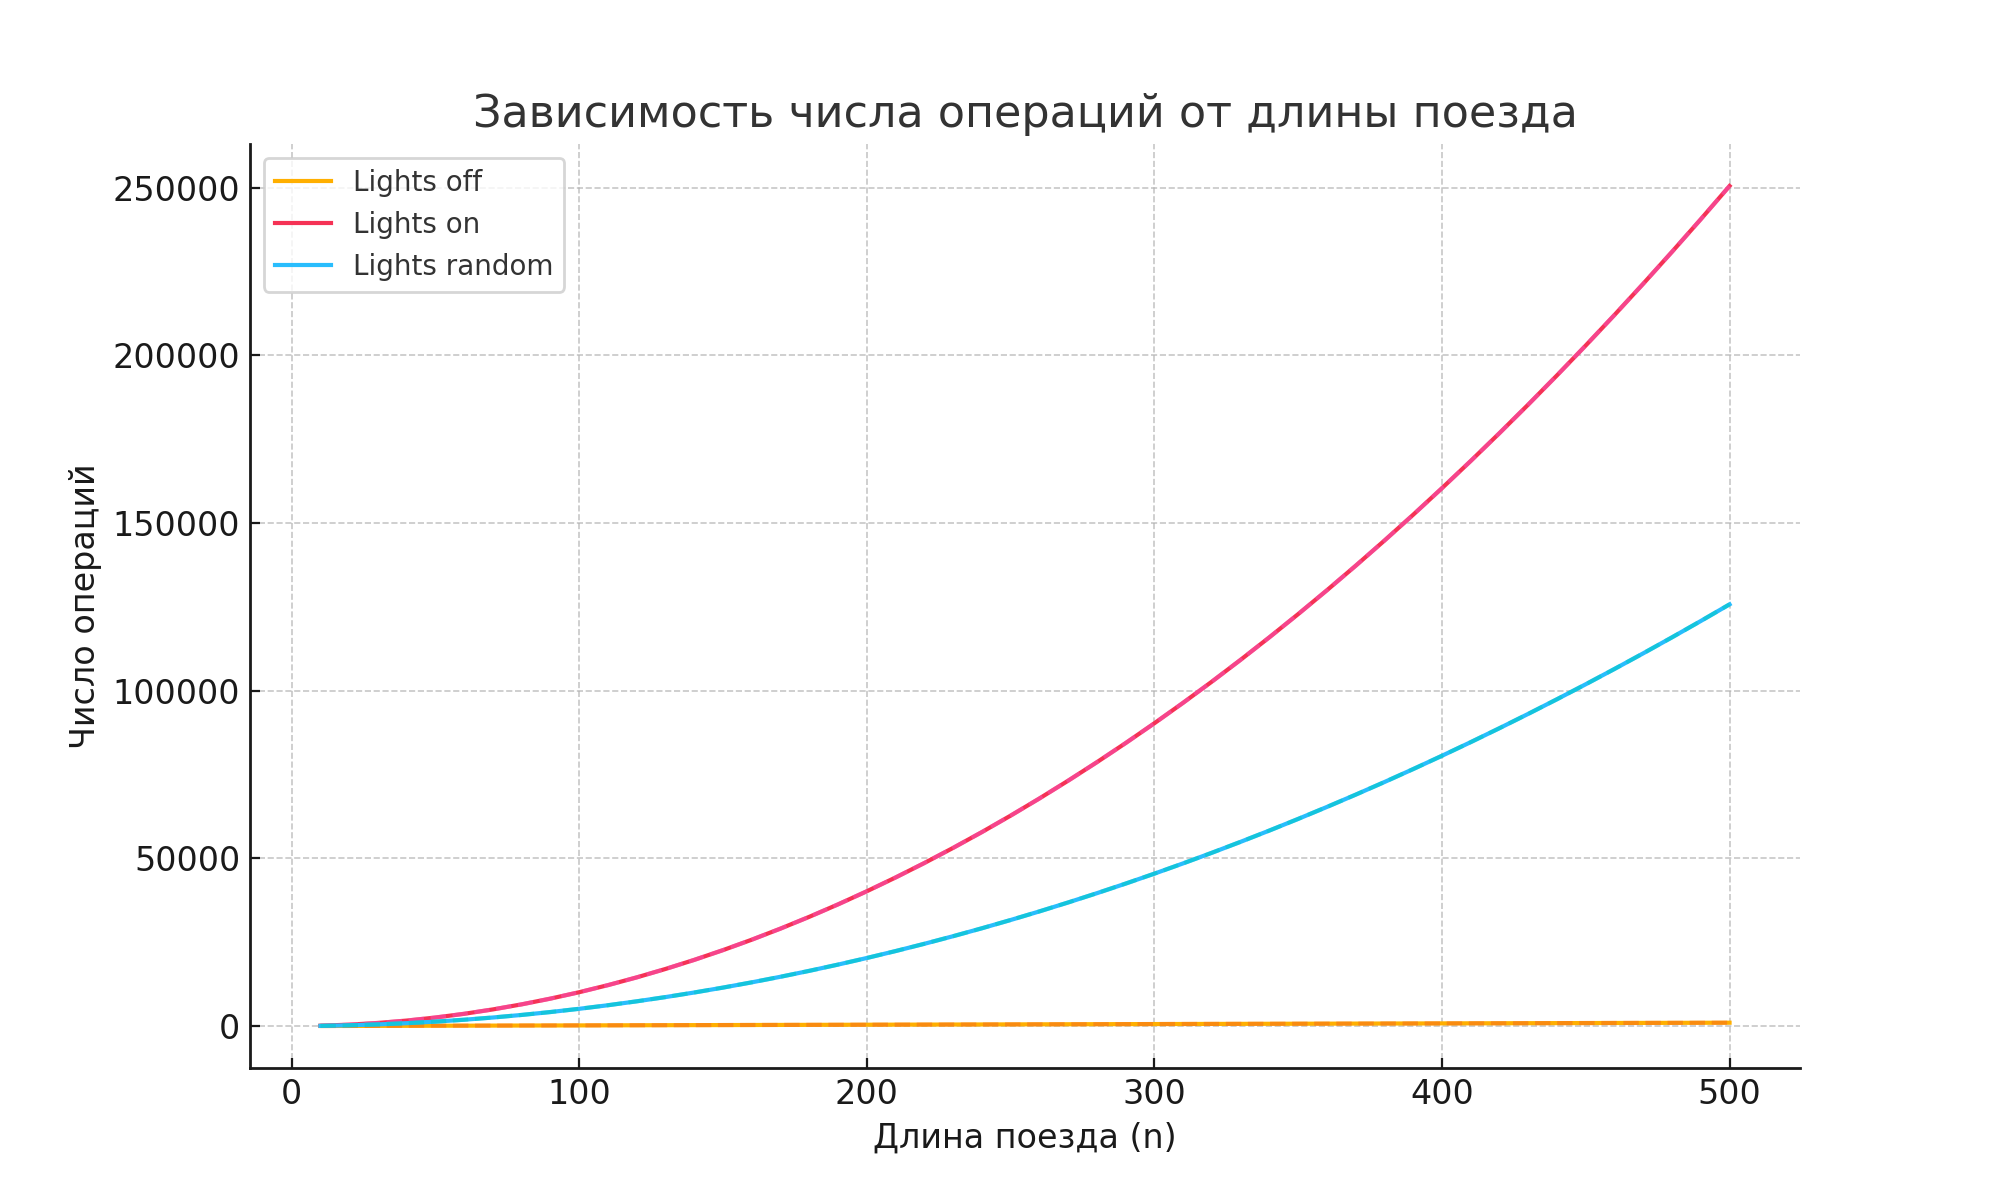 Зависимость числа операций от длины поезда
Lights off
Lights on
Lights random
250000
200000
150000
100000
50000
0
Число операций
0 100 200 300 400 500
Длина поезда (n)